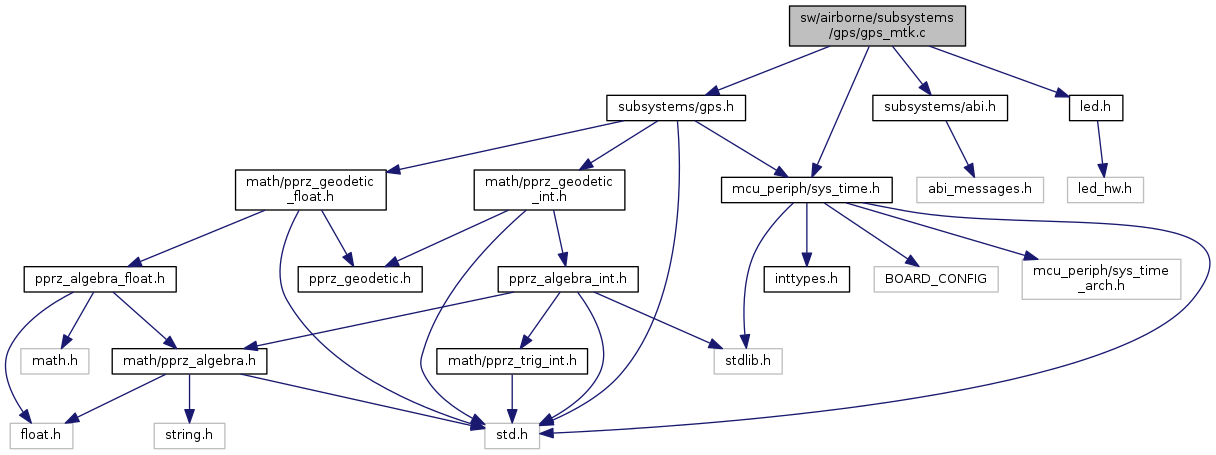 sw/airborne/subsystems
/gps/gps_mtk.c
subsystems/gps.h
subsystems/abi.h
led.h
math/pprz_geodetic
_float.h
math/pprz_geodetic
_int.h
mcu_periph/sys_time.h
abi_messages.h
led_hw.h
pprz_algebra_float.h
pprz_geodetic.h
pprz_algebra_int.h
inttypes.h
BOARD_CONFIG
mcu_periph/sys_time
_arch.h
math.h
math/pprz_algebra.h
math/pprz_trig_int.h
stdlib.h
float.h
string.h
std.h